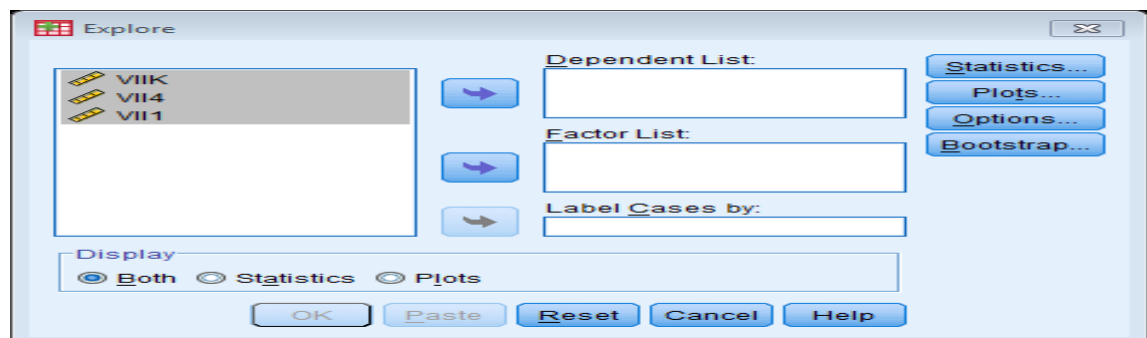 Explore
VIIK
VII4
VII1
Dependent List:
Factor List:
Label Cases by:
Statistics...
Plots...
Options...
Bootstrap...
Display
Both Statistics Plots
OK Paste Reset Cancel Help